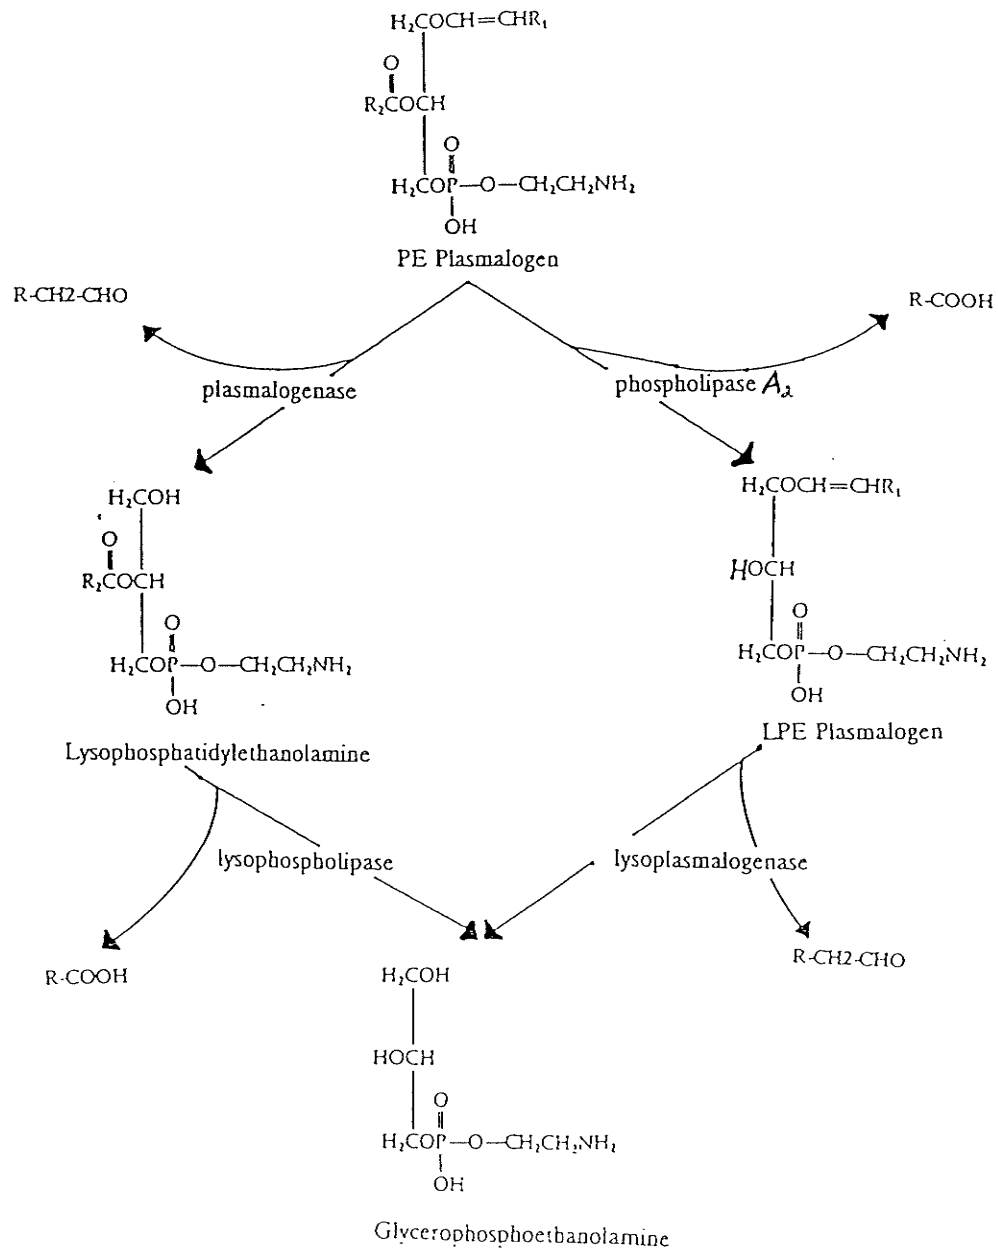 H₂COCH=CHR₁
O
R₂COCH
O
H₂COP—O—CH₂CH₂NH₂
OH
PE Plasmalogen
R-CH2-CHO
R-COOH
plasmalogenase
phospholipase A₂
H₂COH
O
R₂COCH
O
H₂COP—O—CH₂CH₂NH₂
OH
Lysophosphatidylethanolamine
H₂COCH=CHR₁
HOCH
O
H₂COP—O—CH₂CH₂NH₂
OH
LPE Plasmalogen
lysophospholipase
lysoplasmalogenase
R-COOH
R-CH2-CHO
H₂COH
HOCH
O
H₂COP—O—CH₂CH₂NH₂
OH
Glycerophosphoethanolamine